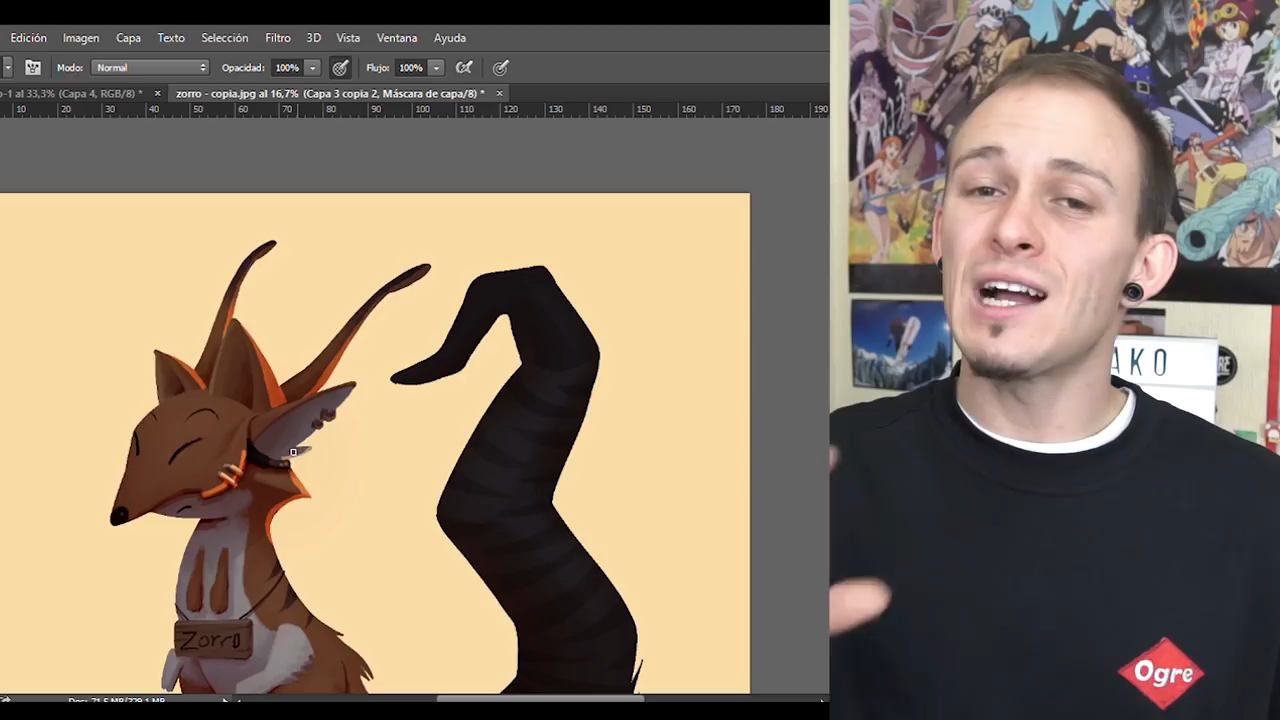 Edición Imagen Capa Texto Selección Filtro 3D Vista Ventana Ayuda
Modo: Normal Opacidad: 100% Flujo: 100%
o-1 al 33,3% (Capa 4, RGB/8) * × zorro - copia.jpg al 16,7% (Capa 3 copia 2, Máscara de capa/8) * ×
10 20 30 40 50 60 70 80 90 100 110 120 130 140 150 160 170 180 190
AKO
Zorro
Ogre